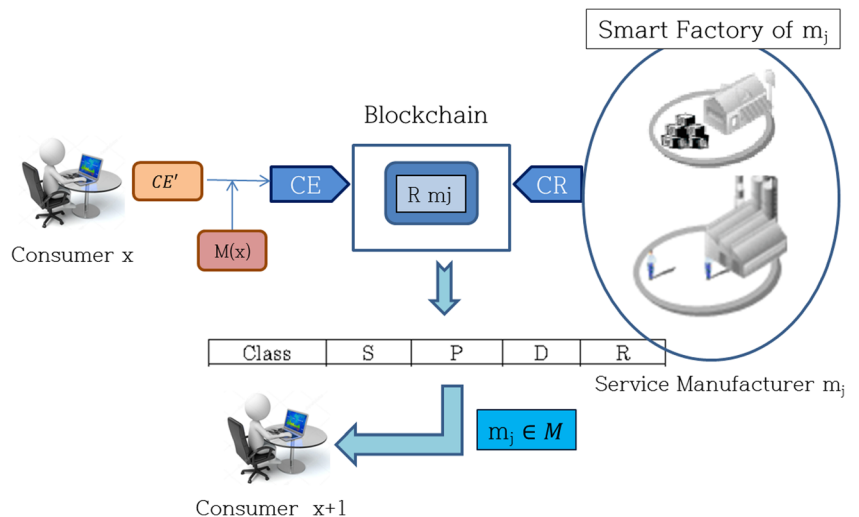 Smart Factory of mj
Blockchain
CE'
CE
R mj
CR
M(x)
Consumer x
Class S P D R
Service Manufacturer mj
mj ∈ M
Consumer x+1